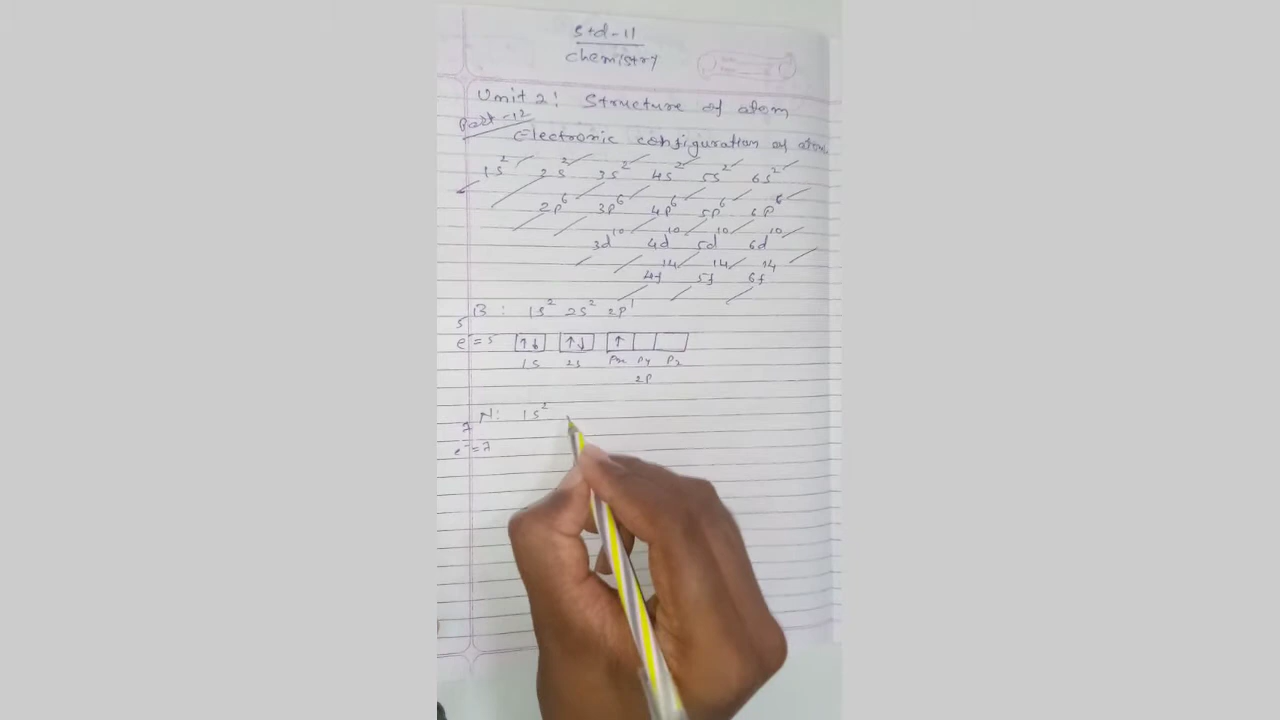 std-11
chemistry
Unit 2: Structure of atom
Part-12
Electronic configuration of atom
1s² 2s² 3s² 4s² 5s² 6s²
2p⁶ 3p⁶ 4p⁶ 5p⁶ 6p⁶
3d¹⁰ 4d¹⁰ 5d¹⁰ 6d¹⁰
4f¹⁴ 5f¹⁴ 6f¹⁴
₅B: 1s² 2s² 2p¹
e⁻=5 ↑↓ ↑↓ ↑
1s 2s Px Py Pz
2P
₇N: 1s²
e⁻=7